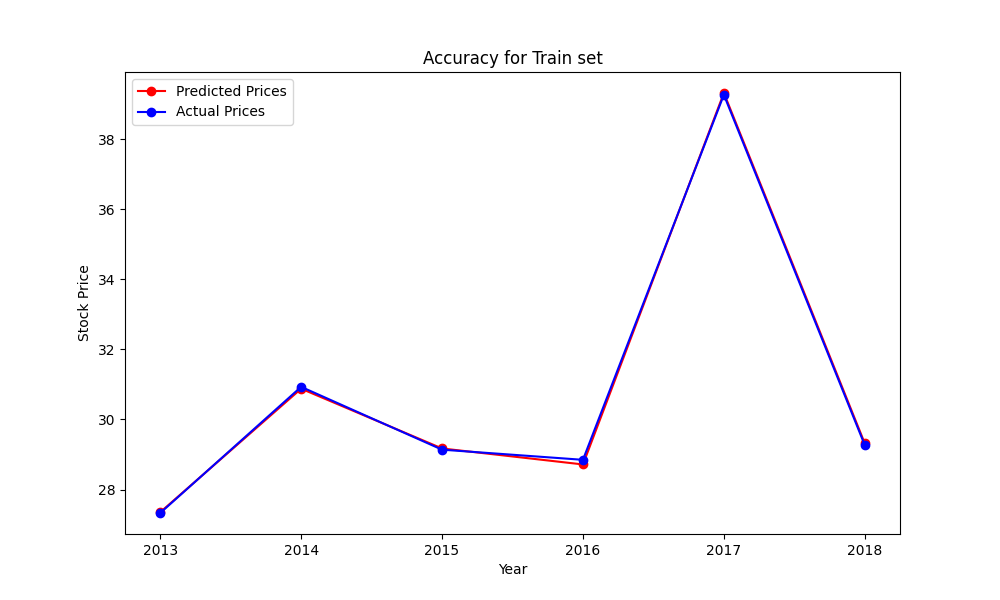 Accuracy for Train set
Predicted Prices
Actual Prices
Stock Price
38
36
34
32
30
28
2013 2014 2015 2016 2017 2018
Year